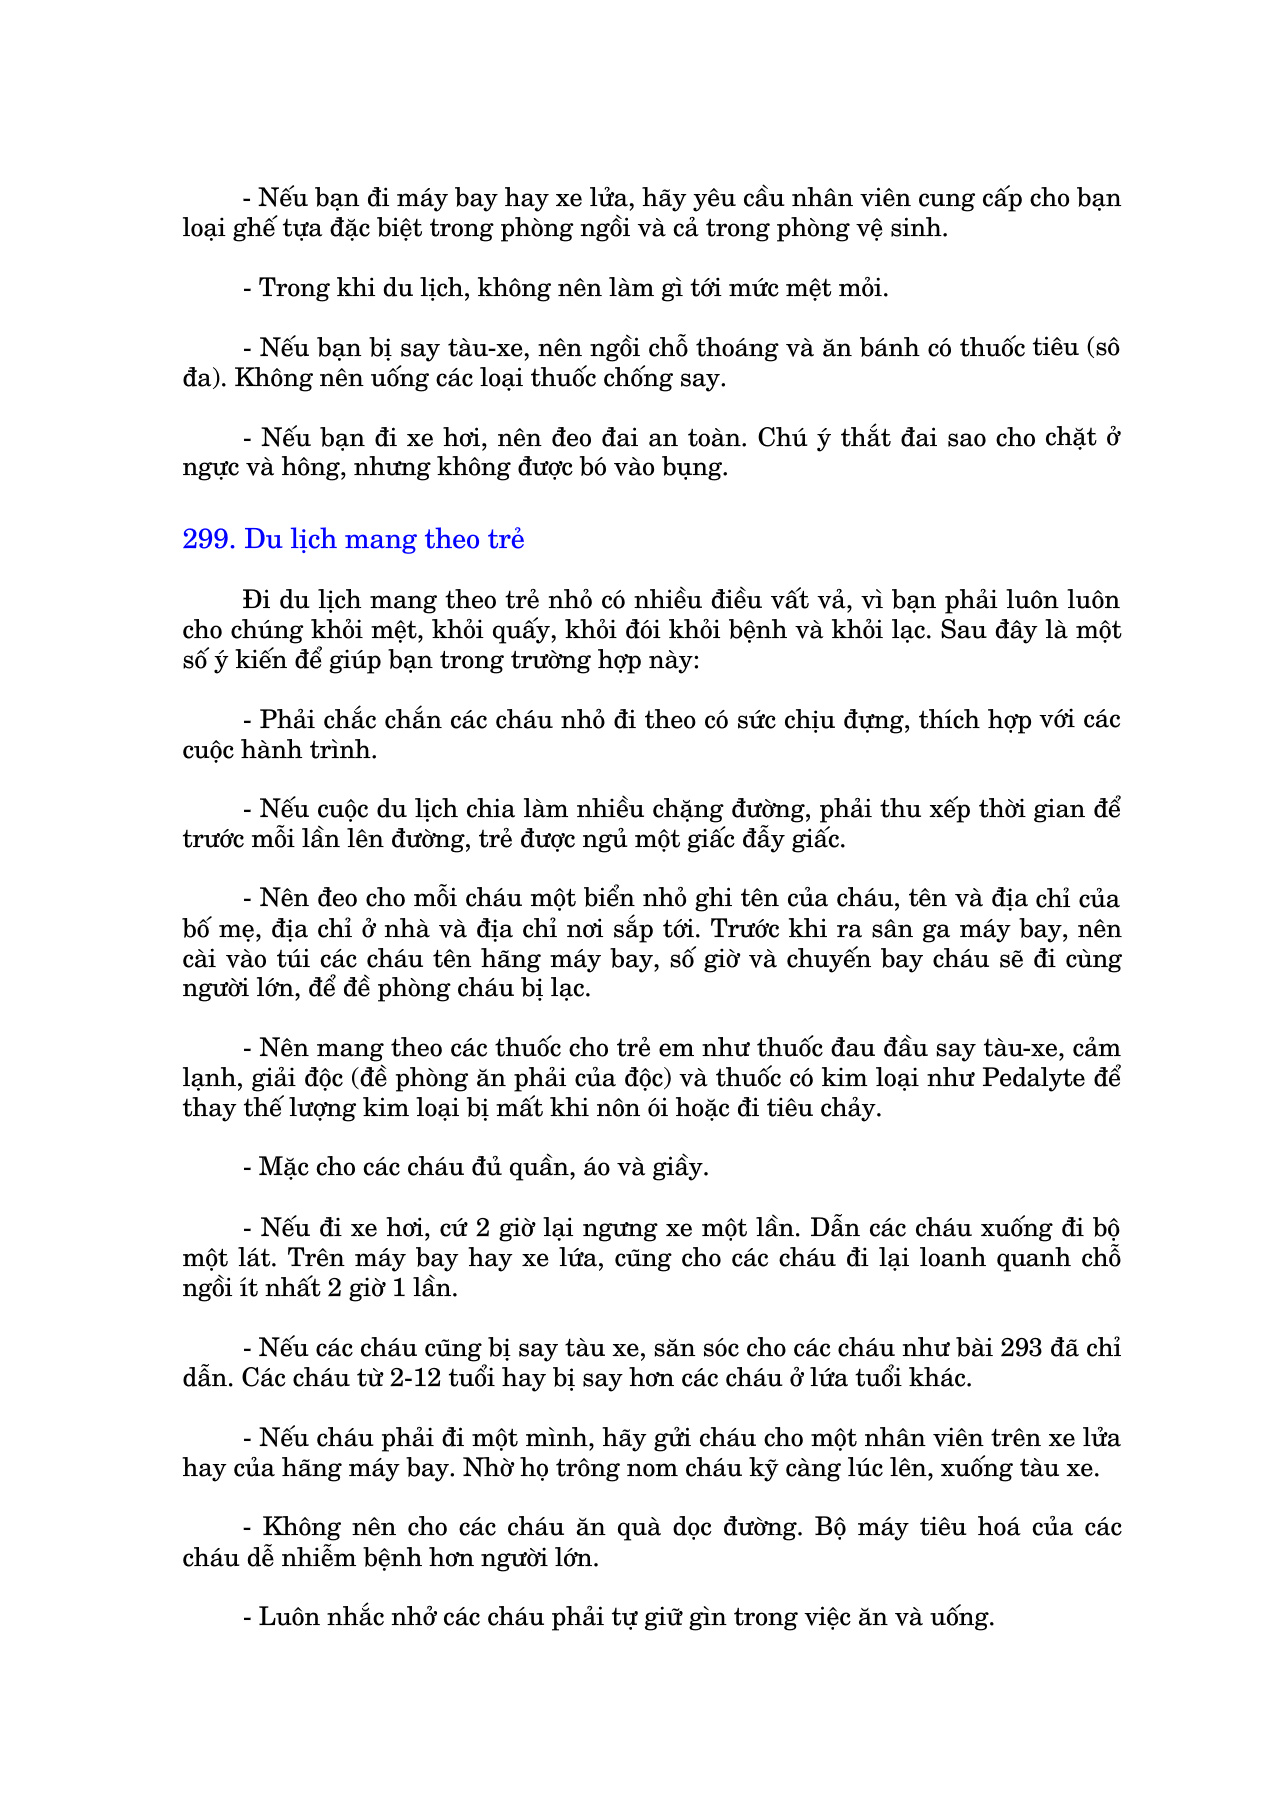 - Nếu bạn đi máy bay hay xe lửa, hãy yêu cầu nhân viên cung cấp cho bạn
loại ghế tựa đặc biệt trong phòng ngồi và cả trong phòng vệ sinh.
- Trong khi du lịch, không nên làm gì tới mức mệt mỏi.
- Nếu bạn bị say tàu-xe, nên ngồi chỗ thoáng và ăn bánh có thuốc tiêu (sô
đa). Không nên uống các loại thuốc chống say.
- Nếu bạn đi xe hơi, nên đeo đai an toàn. Chú ý thắt đai sao cho chặt ở
ngực và hông, nhưng không được bó vào bụng.
299. Du lịch mang theo trẻ
Đi du lịch mang theo trẻ nhỏ có nhiều điều vất vả, vì bạn phải luôn luôn
cho chúng khỏi mệt, khỏi quấy, khỏi đói khỏi bệnh và khỏi lạc. Sau đây là một
số ý kiến để giúp bạn trong trường hợp này:
- Phải chắc chắn các cháu nhỏ đi theo có sức chịu đựng, thích hợp với các
cuộc hành trình.
- Nếu cuộc du lịch chia làm nhiều chặng đường, phải thu xếp thời gian để
trước mỗi lần lên đường, trẻ được ngủ một giấc đẫy giấc.
- Nên đeo cho mỗi cháu một biển nhỏ ghi tên của cháu, tên và địa chỉ của
bố mẹ, địa chỉ ở nhà và địa chỉ nơi sắp tới. Trước khi ra sân ga máy bay, nên
cài vào túi các cháu tên hãng máy bay, số giờ và chuyến bay cháu sẽ đi cùng
người lớn, để đề phòng cháu bị lạc.
- Nên mang theo các thuốc cho trẻ em như thuốc đau đầu say tàu-xe, cảm
lạnh, giải độc (đề phòng ăn phải của độc) và thuốc có kim loại như Pedalyte để
thay thế lượng kim loại bị mất khi nôn ói hoặc đi tiêu chảy.
- Mặc cho các cháu đủ quần, áo và giầy.
- Nếu đi xe hơi, cứ 2 giờ lại ngưng xe một lần. Dẫn các cháu xuống đi bộ
một lát. Trên máy bay hay xe lứa, cũng cho các cháu đi lại loanh quanh chỗ
ngồi ít nhất 2 giờ 1 lần.
- Nếu các cháu cũng bị say tàu xe, săn sóc cho các cháu như bài 293 đã chỉ
dẫn. Các cháu từ 2-12 tuổi hay bị say hơn các cháu ở lứa tuổi khác.
- Nếu cháu phải đi một mình, hãy gửi cháu cho một nhân viên trên xe lửa
hay của hãng máy bay. Nhờ họ trông nom cháu kỹ càng lúc lên, xuống tàu xe.
- Không nên cho các cháu ăn quà dọc đường. Bộ máy tiêu hoá của các
cháu dễ nhiễm bệnh hơn người lớn.
- Luôn nhắc nhở các cháu phải tự giữ gìn trong việc ăn và uống.